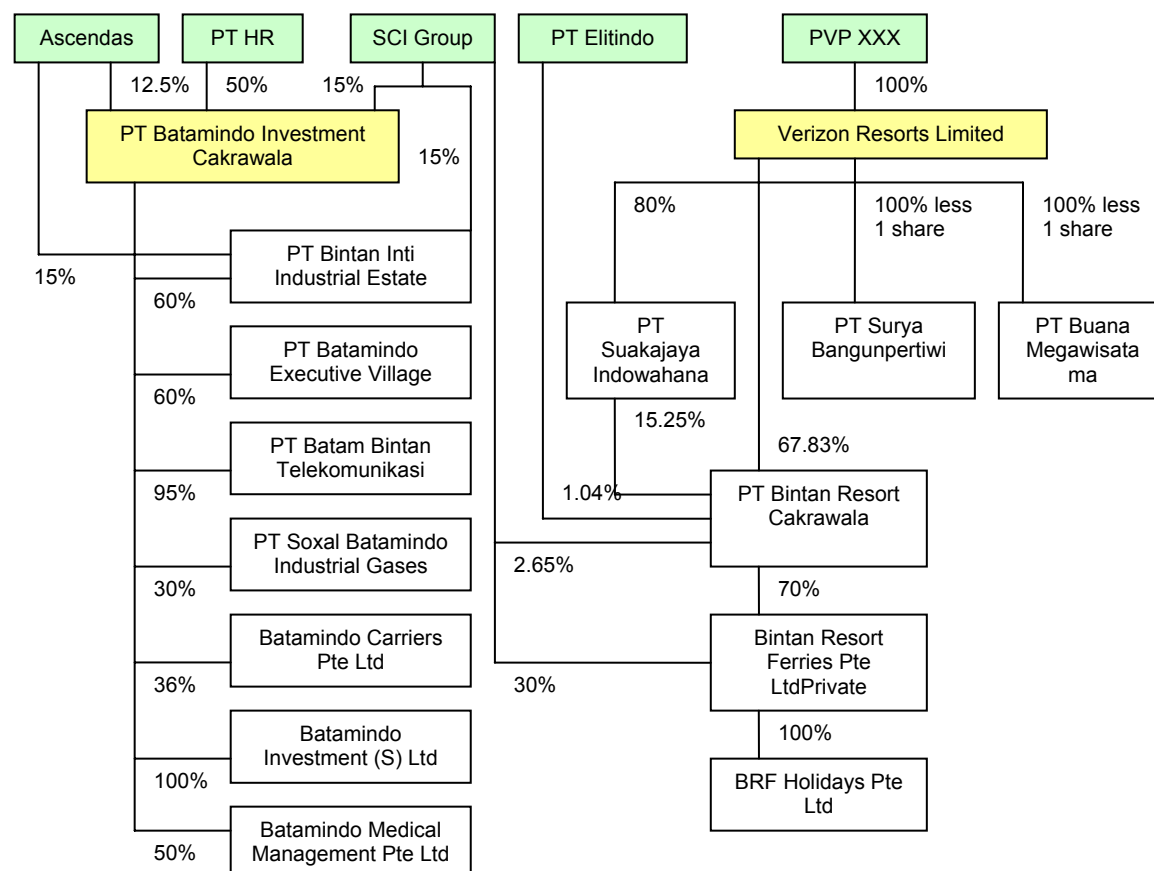 Ascendas
PT HR
SCI Group
PT Elitindo
PVP XXX
12.5%
50%
15%
100%
PT Batamindo Investment
Cakrawala
Verizon Resorts Limited
15%
80%
100% less
1 share
100% less
1 share
PT Bintan Inti
Industrial Estate
15%
60%
PT
Suakajaya
Indowahana
PT Surya
Bangunpertiwi
PT Buana
Megawisata
ma
PT Batamindo
Executive Village
60%
15.25%
67.83%
PT Batam Bintan
Telekomunikasi
95%
1.04%
PT Bintan Resort
Cakrawala
PT Soxal Batamindo
Industrial Gases
30%
2.65%
70%
Batamindo Carriers
Pte Ltd
36%
Bintan Resort
Ferries Pte
LtdPrivate
30%
100%
Batamindo
Investment (S) Ltd
100%
BRF Holidays Pte
Ltd
Batamindo Medical
Management Pte Ltd
50%